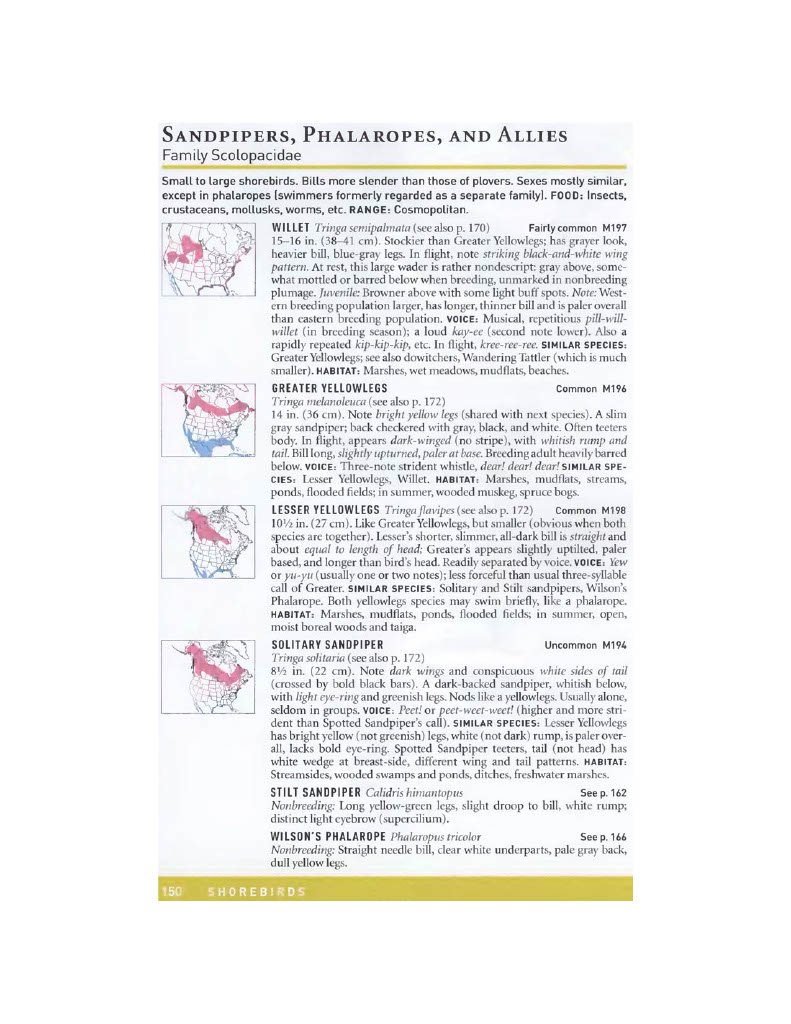 SANDPIPERS, PHALAROPES, AND ALLIES
Family Scolopacidae
Small to large shorebirds. Bills more slender than those of plovers. Sexes mostly similar,
except in phalaropes (swimmers formerly regarded as a separate family). FOOD: Insects,
crustaceans, mollusks, worms, etc. RANGE: Cosmopolitan.
WILLET Tringa semipalmata (see also p. 170) Fairly common M197
15–16 in. (38–41 cm). Stockier than Greater Yellowlegs; has grayer look,
heavier bill, blue-gray legs. In flight, note striking black-and-white wing
pattern. At rest, this large wader is rather nondescript: gray above, some-
what mottled or barred below when breeding, unmarked in nonbreeding
plumage. Juvenile: Browner above with some light buff spots. Note: West-
ern breeding population larger, has longer, thinner bill and is paler overall
than eastern breeding population. VOICE: Musical, repetitious pill-will-
willet (in breeding season); a loud kay-ee (second note lower). Also a
rapidly repeated kip-kip-kip, etc. In flight, kree-ree-ree. SIMILAR SPECIES:
Greater Yellowlegs; see also dowitchers, Wandering Tattler (which is much
smaller). HABITAT: Marshes, wet meadows, mudflats, beaches.
GREATER YELLOWLEGS Common M196
Tringa melanoleuca (see also p. 172)
14 in. (36 cm). Note bright yellow legs (shared with next species). A slim
gray sandpiper; back checkered with gray, black, and white. Often teeters
body. In flight, appears dark-winged (no stripe), with whitish rump and
tail. Bill long, slightly upturned, paler at base. Breeding adult heavily barred
below. VOICE: Three-note strident whistle, dear! dear! dear! SIMILAR SPE-
CIES: Lesser Yellowlegs, Willet. HABITAT: Marshes, mudflats, streams,
ponds, flooded fields; in summer, wooded muskeg, spruce bogs.
LESSER YELLOWLEGS Tringa flavipes (see also p. 172) Common M198
10½ in. (27 cm). Like Greater Yellowlegs, but smaller (obvious when both
species are together). Lesser's shorter, slimmer, all-dark bill is straight and
about equal to length of head; Greater's appears slightly uptilted, paler
based, and longer than bird's head. Readily separated by voice. VOICE: Yew
or yu-yu (usually one or two notes); less forceful than usual three-syllable
call of Greater. SIMILAR SPECIES: Solitary and Stilt sandpipers, Wilson's
Phalarope. Both yellowlegs species may swim briefly, like a phalarope.
HABITAT: Marshes, mudflats, ponds, flooded fields; in summer, open,
moist boreal woods and taiga.
SOLITARY SANDPIPER Uncommon M194
Tringa solitaria (see also p. 172)
8½ in. (22 cm). Note dark wings and conspicuous white sides of tail
(crossed by bold black bars). A dark-backed sandpiper, whitish below,
with light eye-ring and greenish legs. Nods like a yellowlegs. Usually alone,
seldom in groups. VOICE: Peet! or peet-weet-weet! (higher and more stri-
dent than Spotted Sandpiper's call). SIMILAR SPECIES: Lesser Yellowlegs
has bright yellow (not greenish) legs, white (not dark) rump, is paler over-
all, lacks bold eye-ring. Spotted Sandpiper teeters, tail (not head) has
white wedge at breast-side, different wing and tail patterns. HABITAT:
Streamsides, wooded swamps and ponds, ditches, freshwater marshes.
STILT SANDPIPER Calidris himantopus See p. 162
Nonbreeding: Long yellow-green legs, slight droop to bill, white rump;
distinct light eyebrow (supercilium).
WILSON'S PHALAROPE Phalaropus tricolor See p. 166
Nonbreeding: Straight needle bill, clear white underparts, pale gray back,
dull yellow legs.
150 SHOREBIRDS